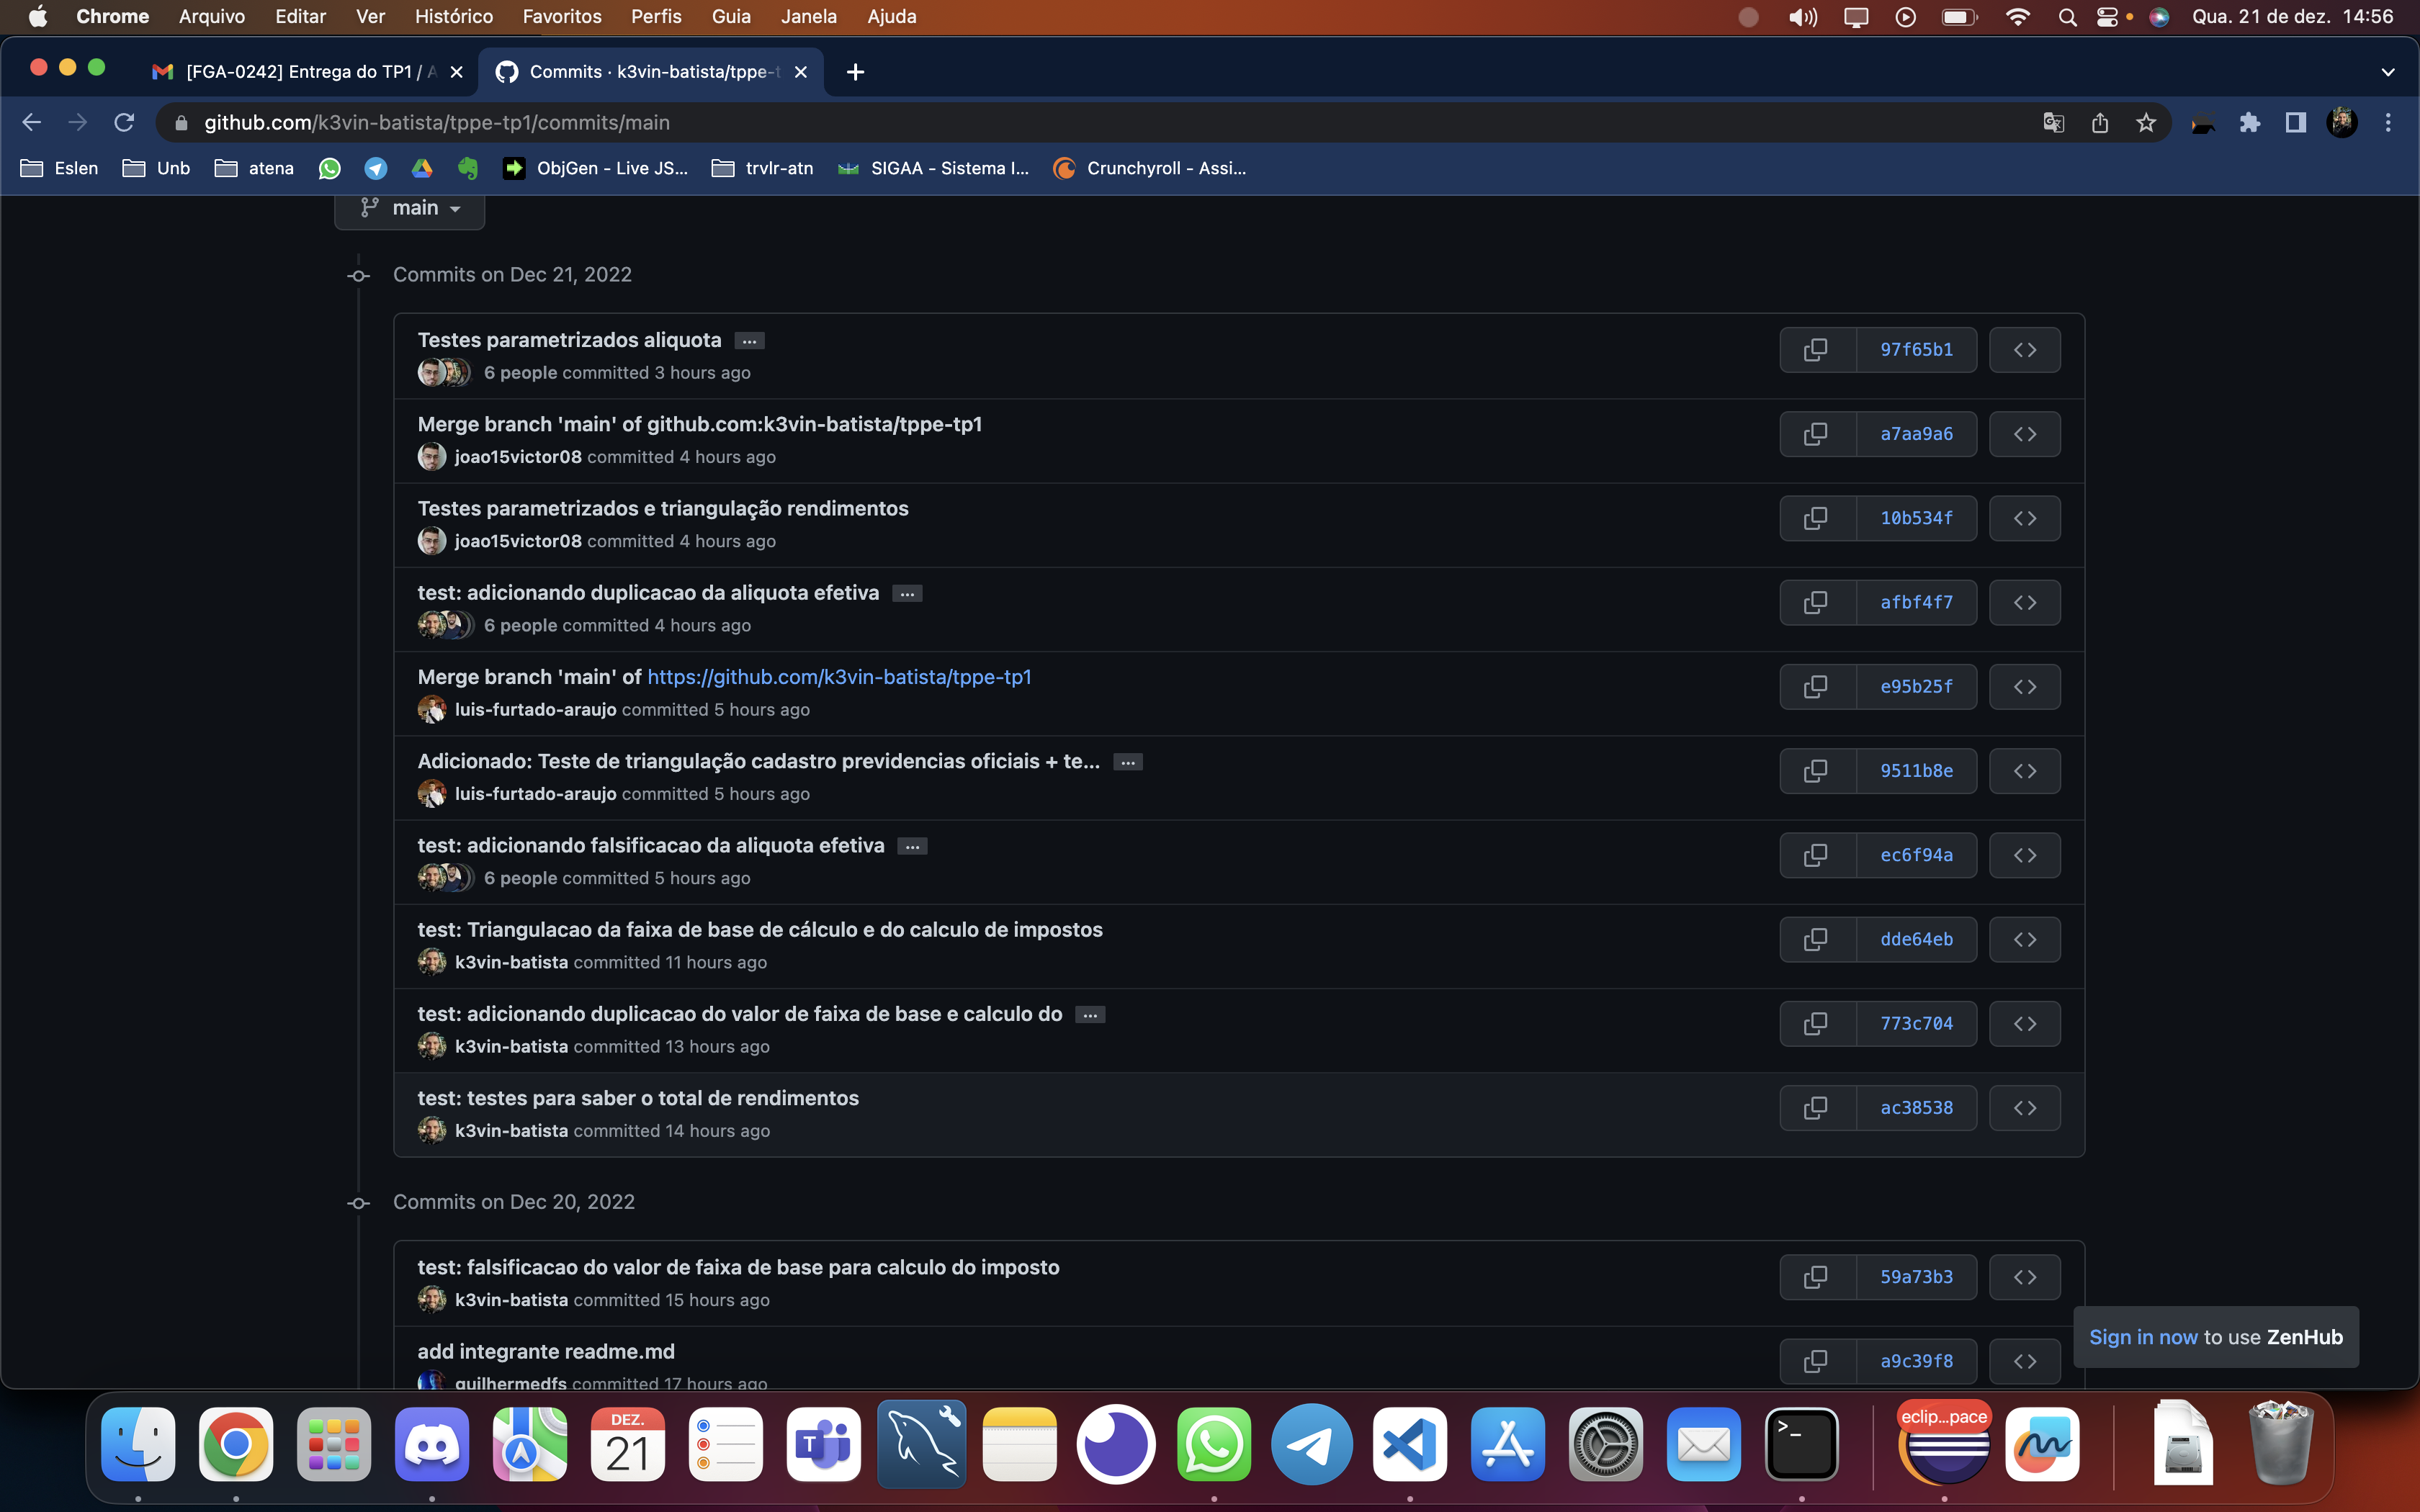 Chrome Arquivo Editar Ver Histórico Favoritos Perfis Guia Janela Ajuda Qua. 21 de dez. 14:56
[FGA-0242] Entrega do TP1 / A Commits · k3vin-batista/tppe-t
github.com/k3vin-batista/tppe-tp1/commits/main
Eslen Unb atena ObjGen - Live JS... trvlr-atn SIGAA - Sistema I... Crunchyroll - Assi...
main
Commits on Dec 21, 2022
Testes parametrizados aliquota ...
6 people committed 3 hours ago
97f65b1
Merge branch 'main' of github.com:k3vin-batista/tppe-tp1
joao15victor08 committed 4 hours ago
a7aa9a6
Testes parametrizados e triangulação rendimentos
joao15victor08 committed 4 hours ago
10b534f
test: adicionando duplicacao da aliquota efetiva ...
6 people committed 4 hours ago
afbf4f7
Merge branch 'main' of https://github.com/k3vin-batista/tppe-tp1
luis-furtado-araujo committed 5 hours ago
e95b25f
Adicionado: Teste de triangulação cadastro previdencias oficiais + te... ...
luis-furtado-araujo committed 5 hours ago
9511b8e
test: adicionando falsificacao da aliquota efetiva ...
6 people committed 5 hours ago
ec6f94a
test: Triangulacao da faixa de base de cálculo e do calculo de impostos
k3vin-batista committed 11 hours ago
dde64eb
test: adicionando duplicacao do valor de faixa de base e calculo do ...
k3vin-batista committed 13 hours ago
773c704
test: testes para saber o total de rendimentos
k3vin-batista committed 14 hours ago
ac38538
Commits on Dec 20, 2022
test: falsificacao do valor de faixa de base para calculo do imposto
k3vin-batista committed 15 hours ago
59a73b3
add integrante readme.md
guilhermedfs committed 17 hours ago
a9c39f8
Sign in now to use ZenHub
DEZ.
21
T
eclip...pace